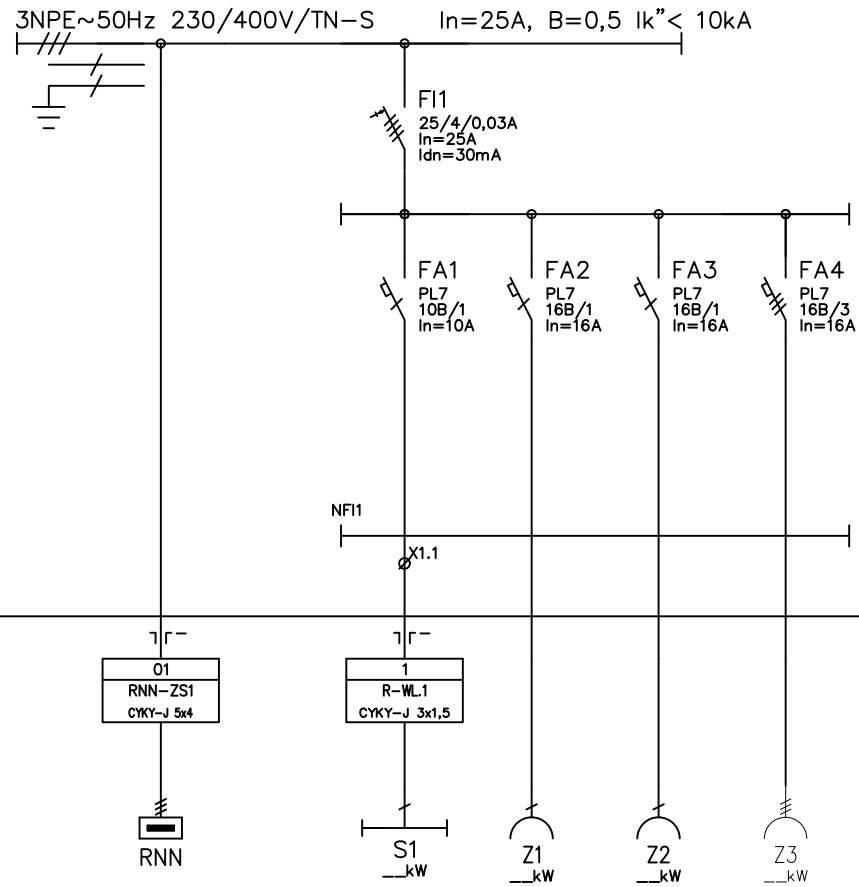 3NPE~50Hz 230/400V/TN-S In=25A, B=0,5 Ik"< 10kA
FI1
25/4/0,03A
In=25A
Idn=30mA
FA1
PL7
10B/1
In=10A
FA2
PL7
16B/1
In=16A
FA3
PL7
16B/1
In=16A
FA4
PL7
16B/3
In=16A
NFI1
X1.1
01
RNN-ZS1
CYKY-J 5x4
1
R-WL.1
CYKY-J 3x1,5
RNN
S1
__kW
Z1
__kW
Z2
__kW
Z3
__kW